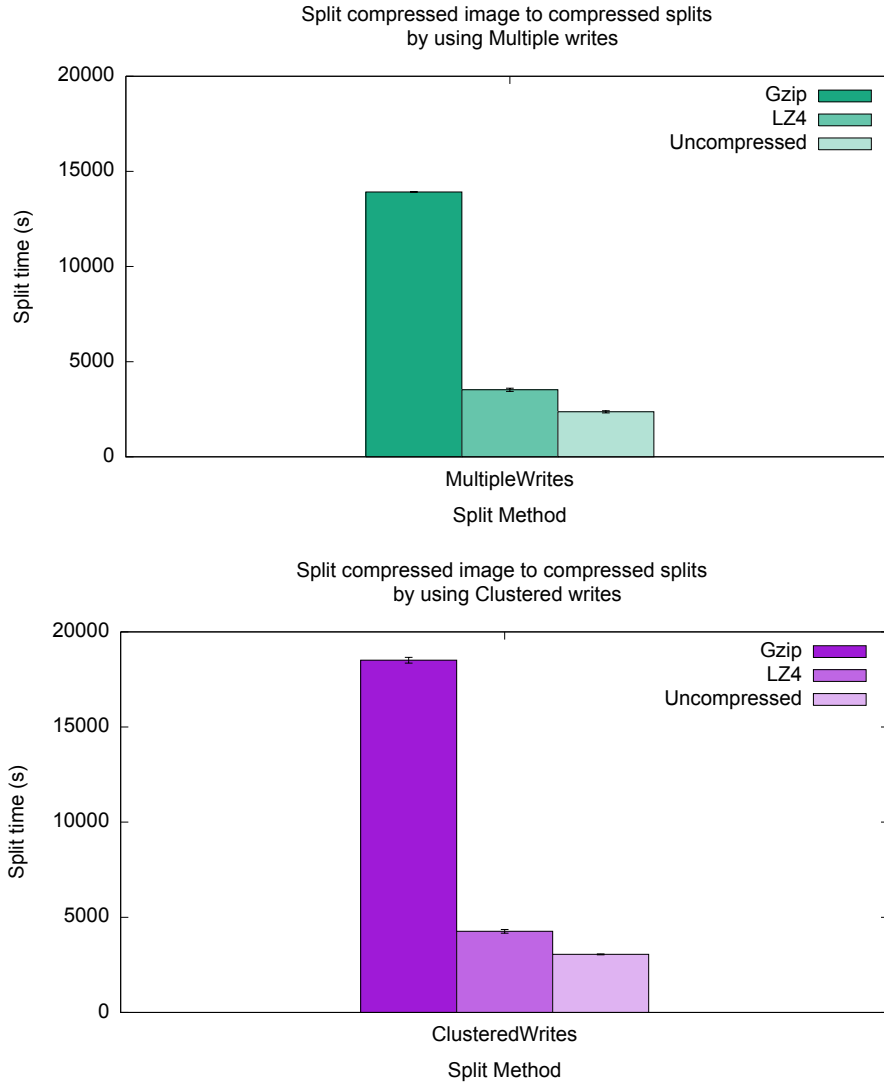 Split compressed image to compressed splits
by using Multiple writes
20000
Gzip
LZ4
Uncompressed
15000
10000
5000
0
Split time (s)
MultipleWrites
Split Method
Split compressed image to compressed splits
by using Clustered writes
20000
Gzip
LZ4
Uncompressed
15000
10000
5000
0
Split time (s)
ClusteredWrites
Split Method